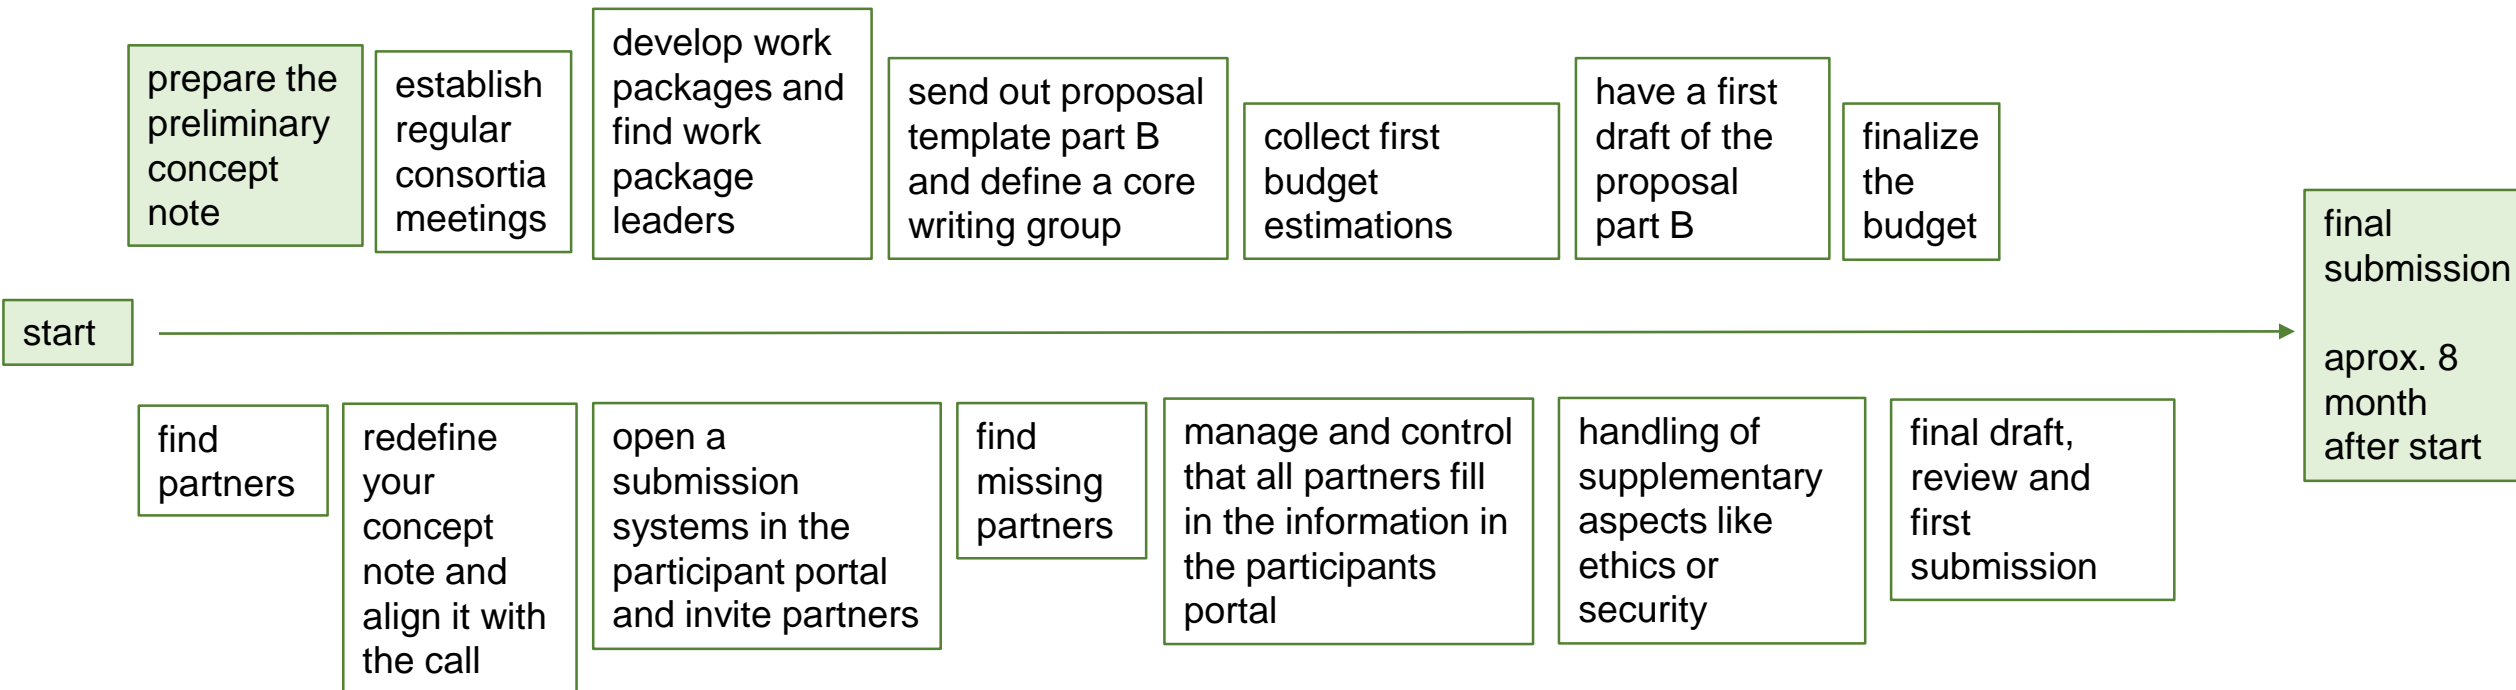 prepare the
preliminary
concept
note
establish
regular
consortia
meetings
develop work
packages and
find work
package
leaders
send out proposal
template part B
and define a core
writing group
collect first
budget
estimations
have a first
draft of the
proposal
part B
finalize
the
budget
final
submission
aprox. 8
month
after start
start
find
partners
redefine
your
concept
note and
align it with
the call
open a
submission
systems in the
participant portal
and invite partners
find
missing
partners
manage and control
that all partners fill
in the information in
the participants
portal
handling of
supplementary
aspects like
ethics or
security
final draft,
review and
first
submission